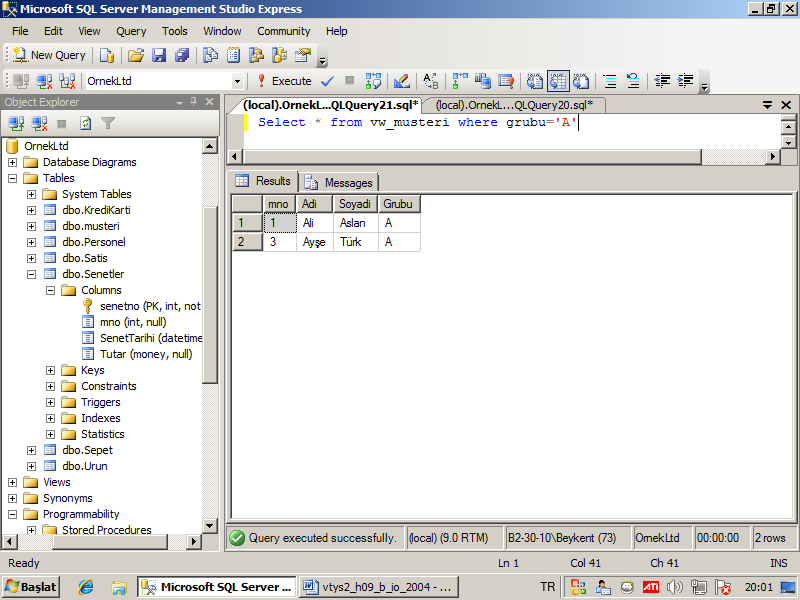 Microsoft SQL Server Management Studio Express
File Edit View Query Tools Window Community Help
New Query
OrnekLtd Execute
Object Explorer
(local).OrnekL...QLQuery21.sql* (local).OrnekL...QLQuery20.sql*
Select * from vw_musteri where grubu='A'
OrnekLtd
Database Diagrams
Tables
System Tables
dbo.KrediKarti
dbo.musteri
dbo.Personel
dbo.Satis
dbo.Senetler
Columns
senetno (PK, int, not
mno (int, null)
SenetTarihi (datetime
Tutar (money, null)
Keys
Constraints
Triggers
Indexes
Statistics
dbo.Sepet
dbo.Urun
Views
Synonyms
Programmability
Stored Procedures
Results Messages
mno Adi Soyadi Grubu
1 1 Ali Aslan A
2 3 Ayşe Türk A
Query executed successfully. (local) (9.0 RTM) B2-30-10\Beykent (73) OrnekLtd 00:00:00 2 rows
Ready Ln 1 Col 41 Ch 41 INS
Başlat Microsoft SQL Server ... vtys2_h09_b_io_2004 - ... TR ATI 20:01